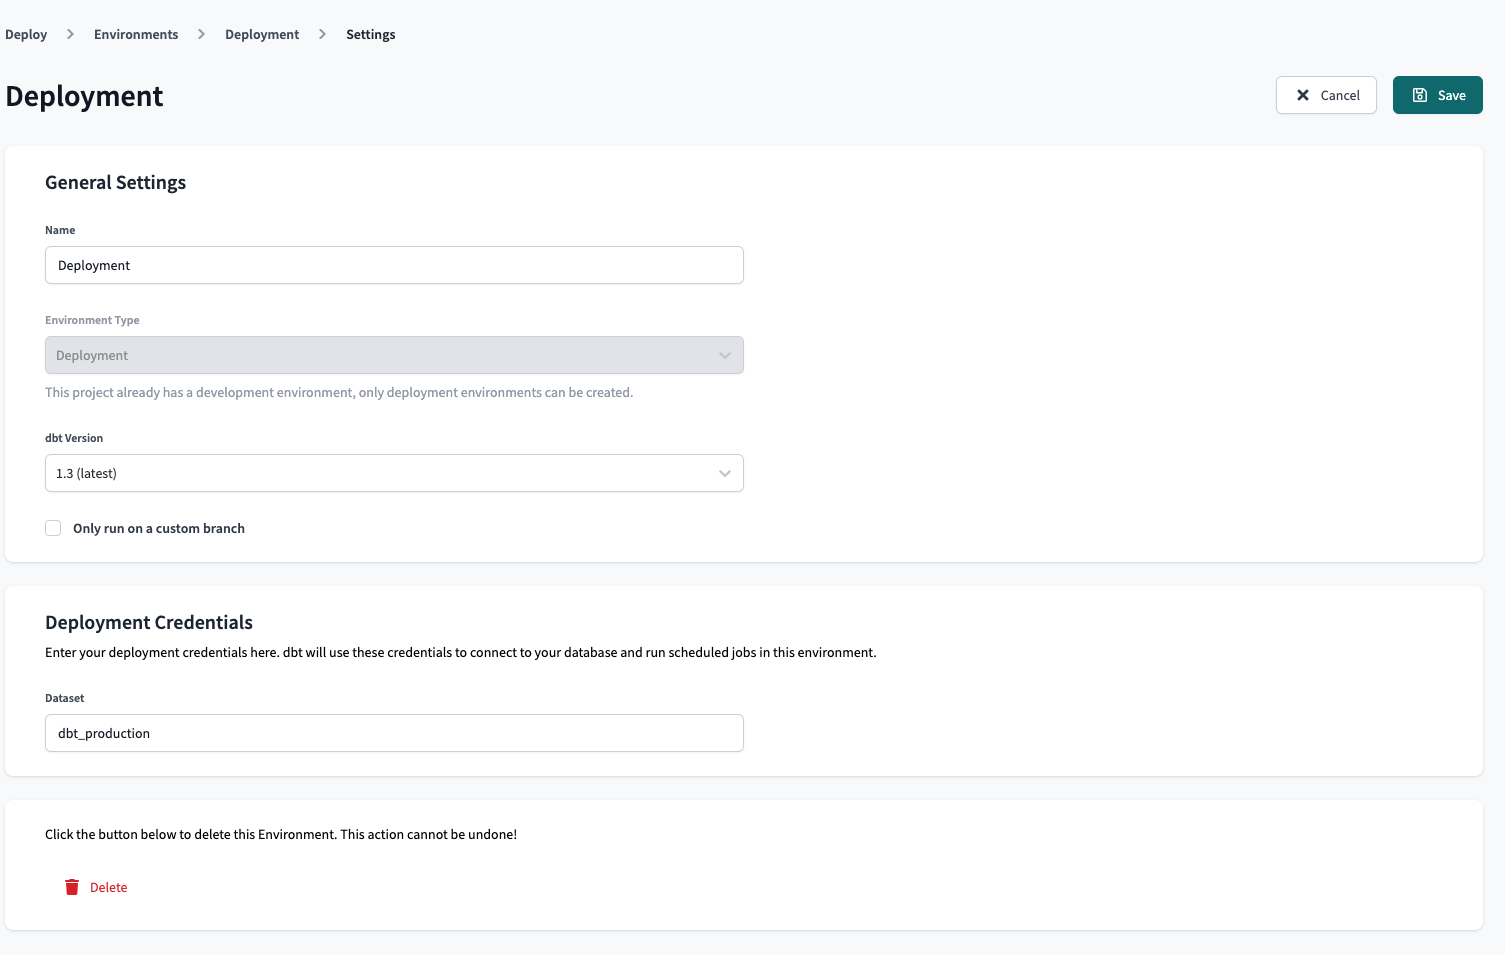 Deploy > Environments > Deployment > Settings
Deployment
Cancel
Save
General Settings
Name
Deployment
Environment Type
Deployment
This project already has a development environment, only deployment environments can be created.
dbt Version
1.3 (latest)
Only run on a custom branch
Deployment Credentials
Enter your deployment credentials here. dbt will use these credentials to connect to your database and run scheduled jobs in this environment.
Dataset
dbt_production
Click the button below to delete this Environment. This action cannot be undone!
Delete